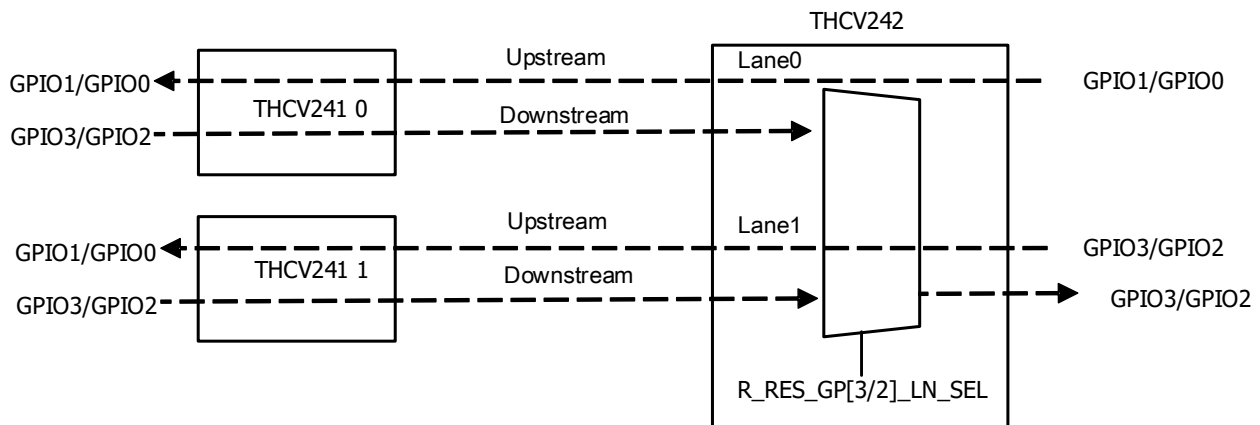 THCV242
Upstream
Lane0
GPIO1/GPIO0
GPIO1/GPIO0
THCV241 0
Downstream
GPIO3/GPIO2
Upstream
Lane1
GPIO1/GPIO0
GPIO3/GPIO2
THCV241 1
Downstream
GPIO3/GPIO2
GPIO3/GPIO2
R_RES_GP[3/2]_LN_SEL